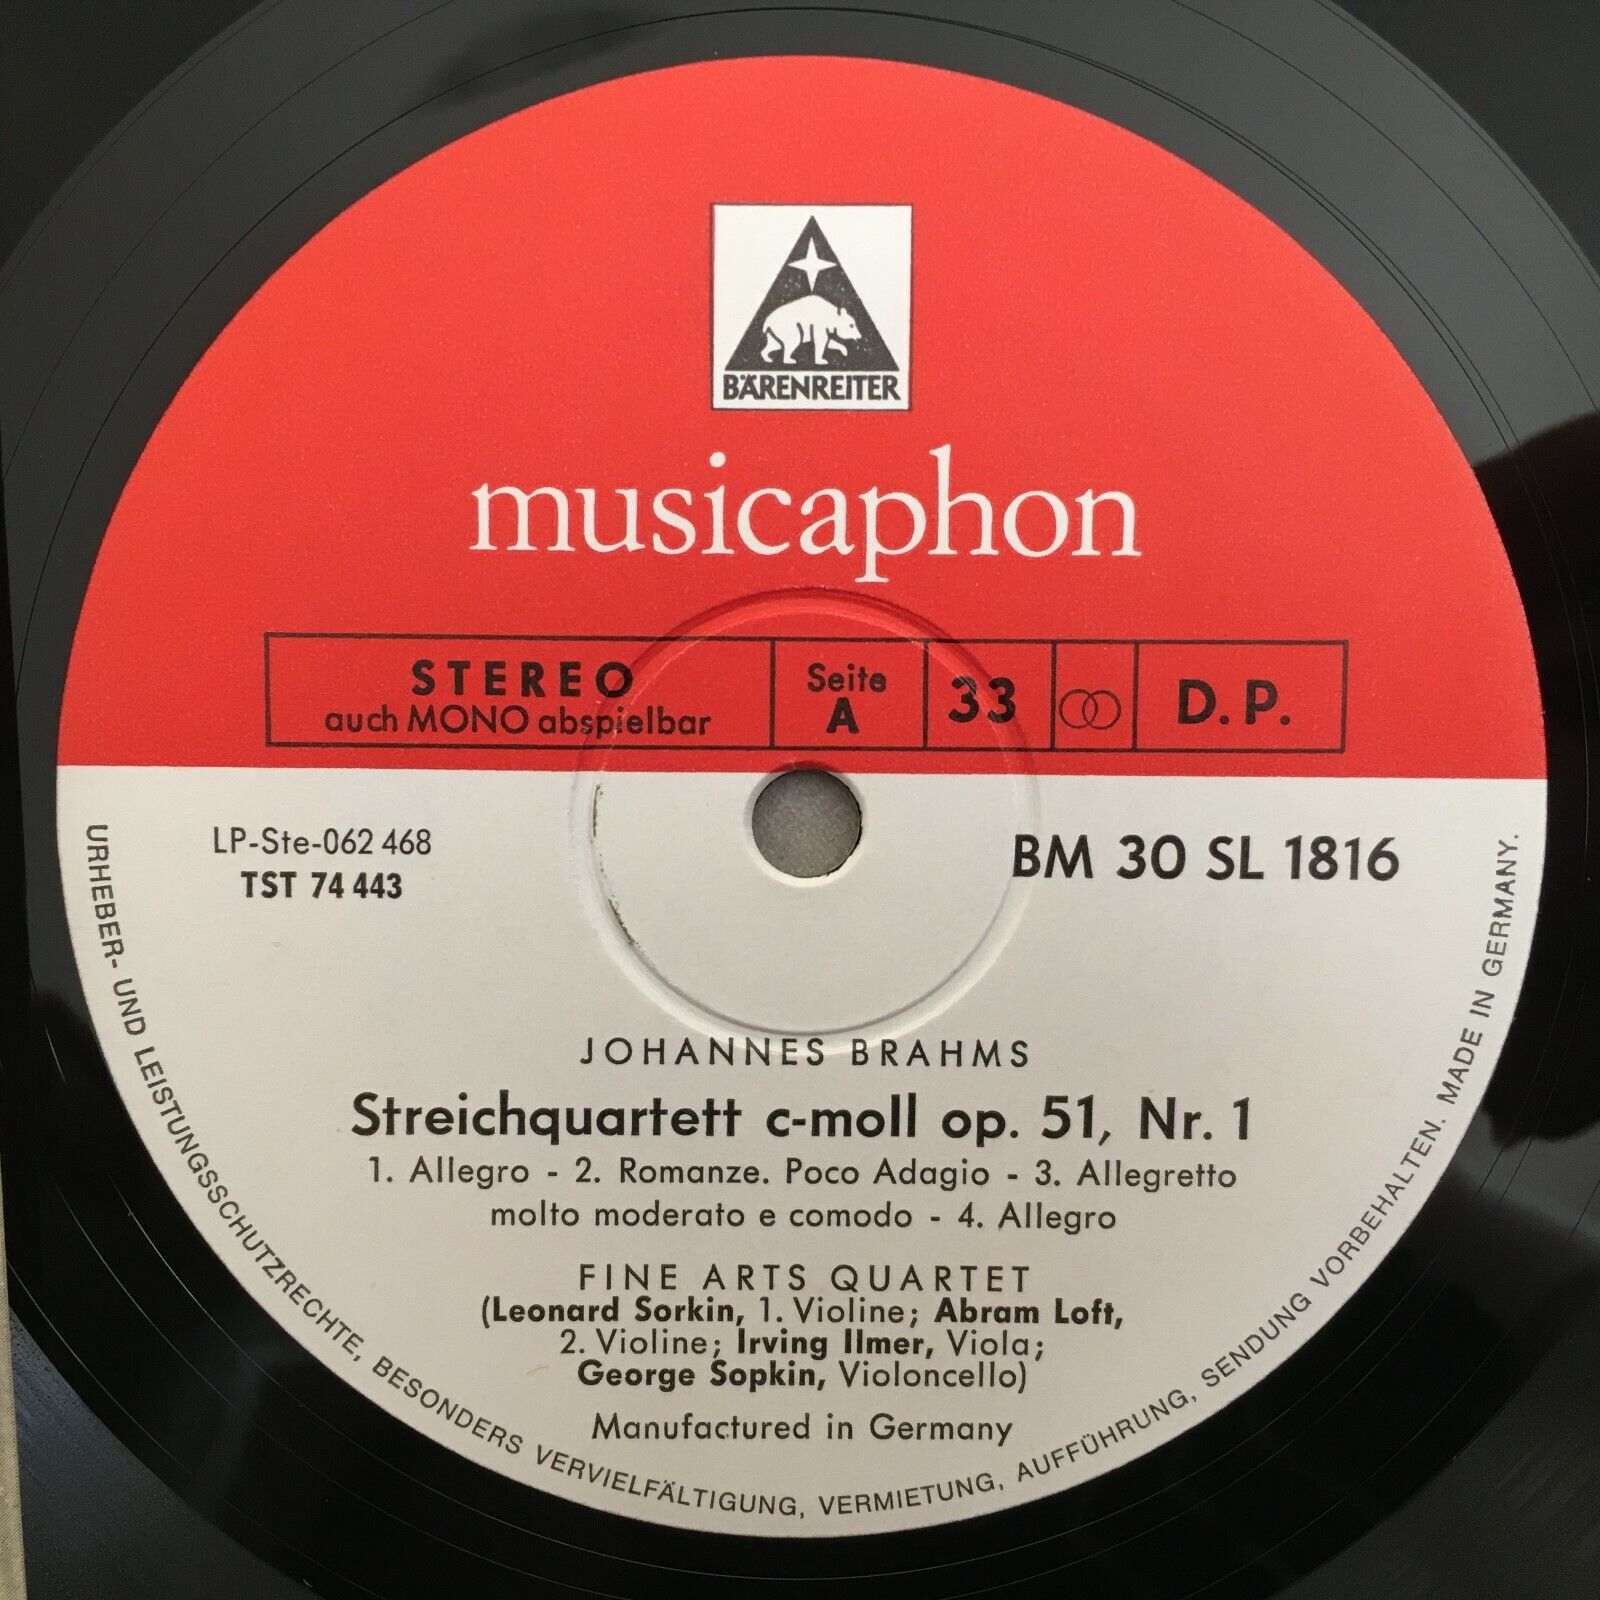 BÄRENREITER
musicaphon
STEREO
auch MONO abspielbar
Seite
A
33
D.P.
LP-Ste-062 468
TST 74 443
BM 30 SL 1816
JOHANNES BRAHMS
Streichquartett c-moll op. 51, Nr. 1
1. Allegro - 2. Romanze. Poco Adagio - 3. Allegretto
molto moderato e comodo - 4. Allegro
FINE ARTS QUARTET
(Leonard Sorkin, 1. Violine; Abram Loft,
2. Violine; Irving Ilmer, Viola;
George Sopkin, Violoncello)
Manufactured in Germany
URHEBER- UND LEISTUNGSSCHUTZRECHTE, BESONDERS VERVIELFÄLTIGUNG, VERMIETUNG, AUFFÜHRUNG, SENDUNG VORBEHALTEN. MADE IN GERMANY.